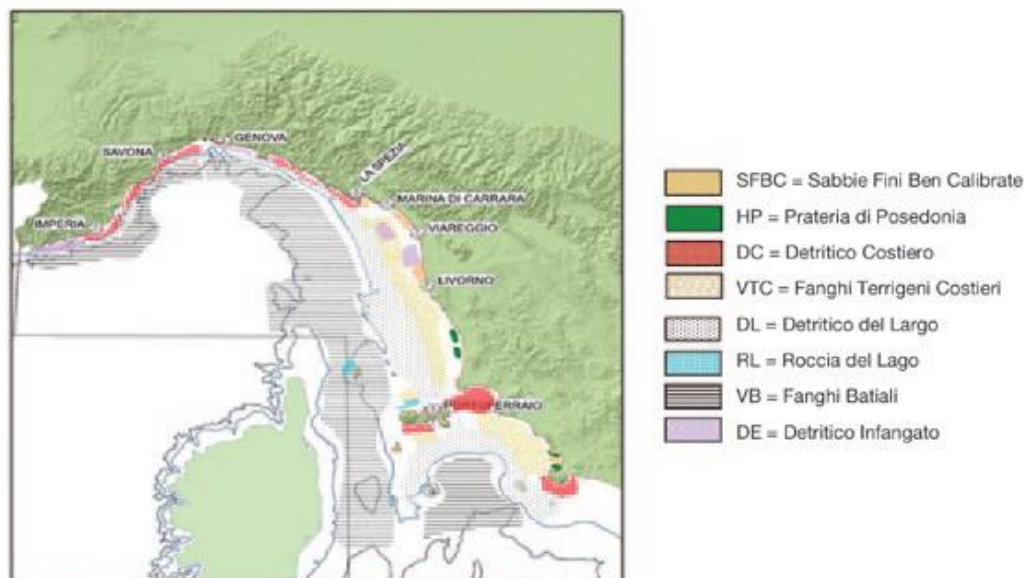 GENOVA
SAVONA
LA SPEZIA
MARINA DI CARRARA
IMPERIA
VIAREGGIO
LIVORNO
PORTOFERRAIO
SFBC = Sabbie Fini Ben Calibrate
HP = Prateria di Posedonia
DC = Detritico Costiero
VTC = Fanghi Terrigeni Costieri
DL = Detritico del Largo
RL = Roccia del Lago
VB = Fanghi Batiali
DE = Detritico Infangato